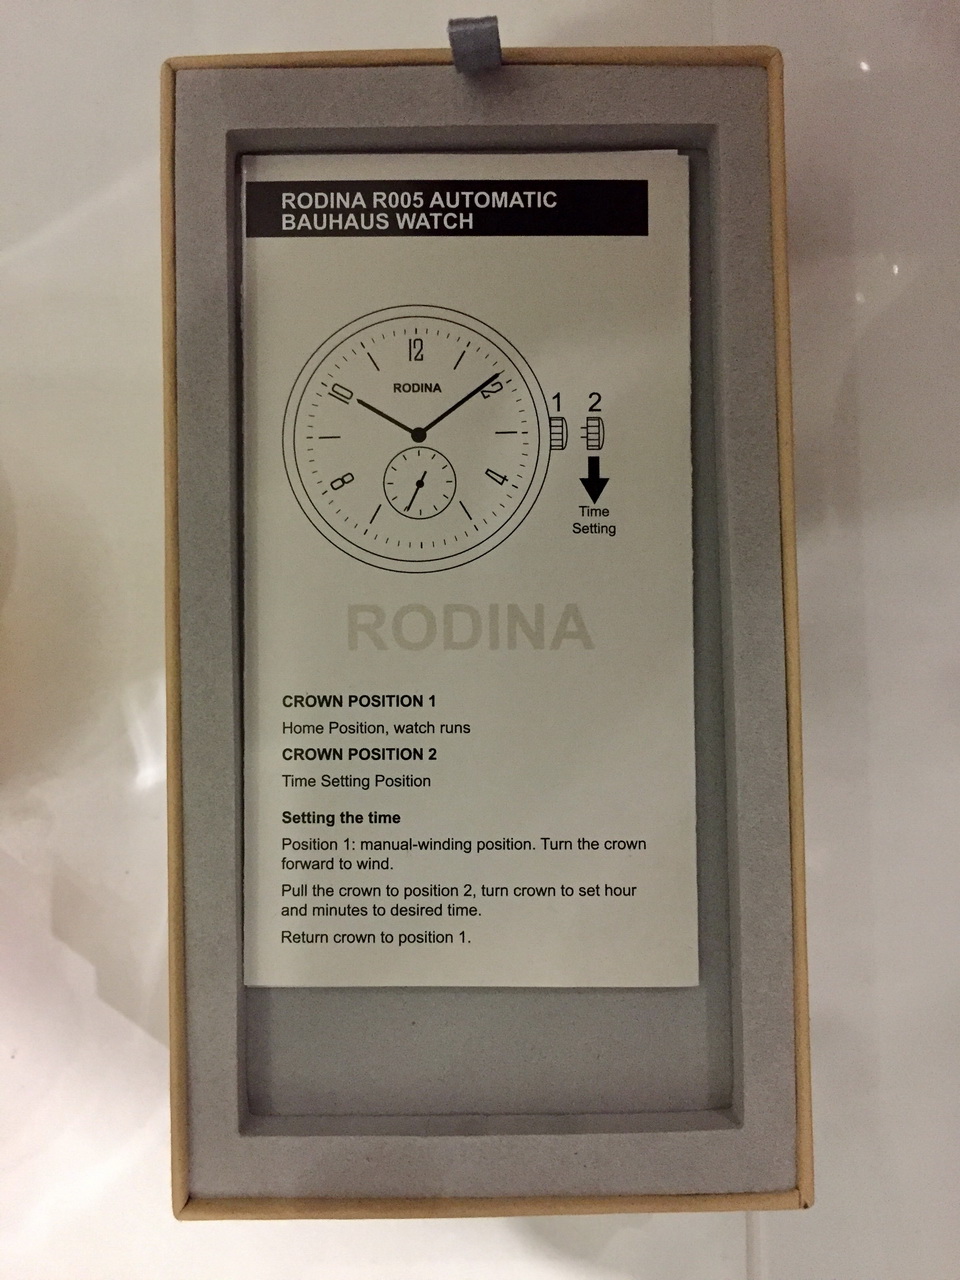 RODINA R005 AUTOMATIC
BAUHAUS WATCH
12
10
RODINA
2
1 2
8
4
Time
Setting
RODINA
CROWN POSITION 1
Home Position, watch runs
CROWN POSITION 2
Time Setting Position
Setting the time
Position 1: manual-winding position. Turn the crown
forward to wind.
Pull the crown to position 2, turn crown to set hour
and minutes to desired time.
Return crown to position 1.